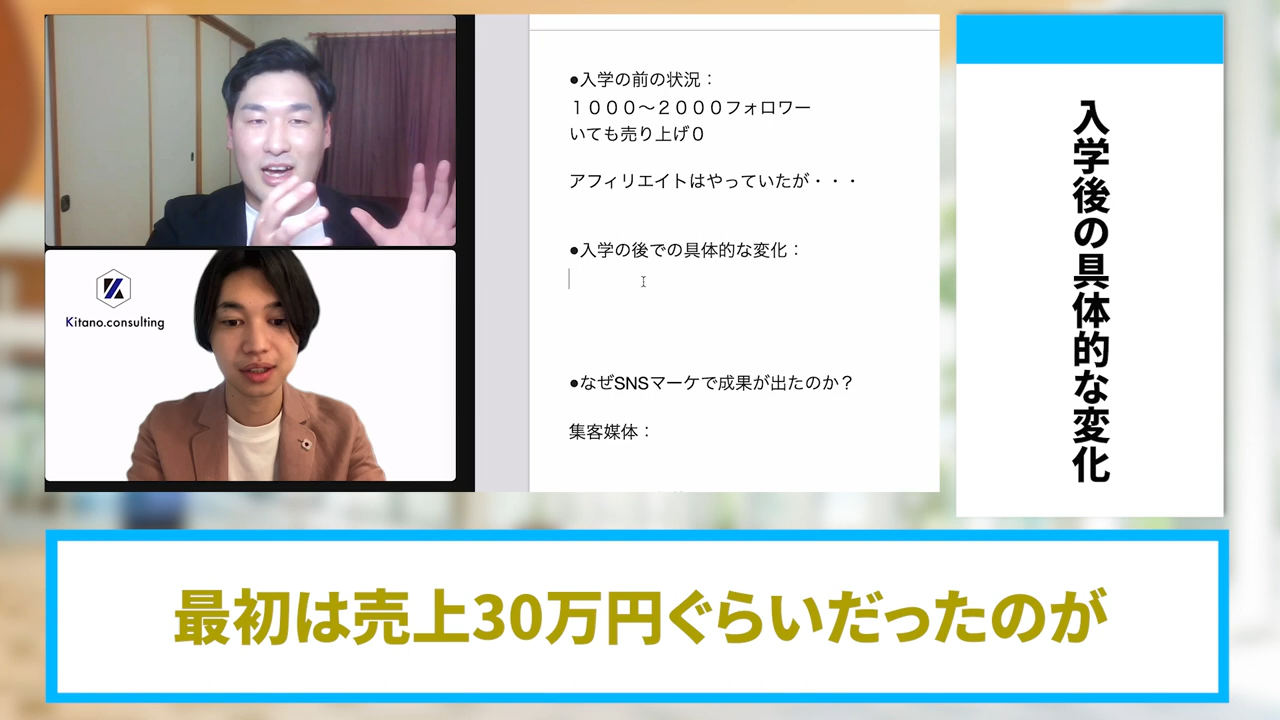 Kitano.consulting
●入学の前の状況：
１０００〜２０００フォロワー
いても売り上げ０
アフィリエイトはやっていたが・・・
●入学の後での具体的な変化：
●なぜSNSマーケで成果が出たのか？
集客媒体：
入学後の具体的な変化
最初は売上30万円ぐらいだったのが